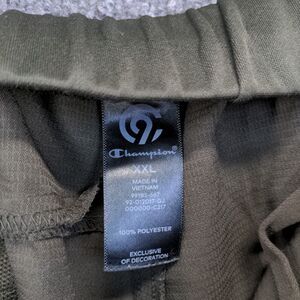 C9
Champion
XXL
MADE IN
VIETNAM
100% POLYESTER
EXCLUSIVE
OF DECORATION